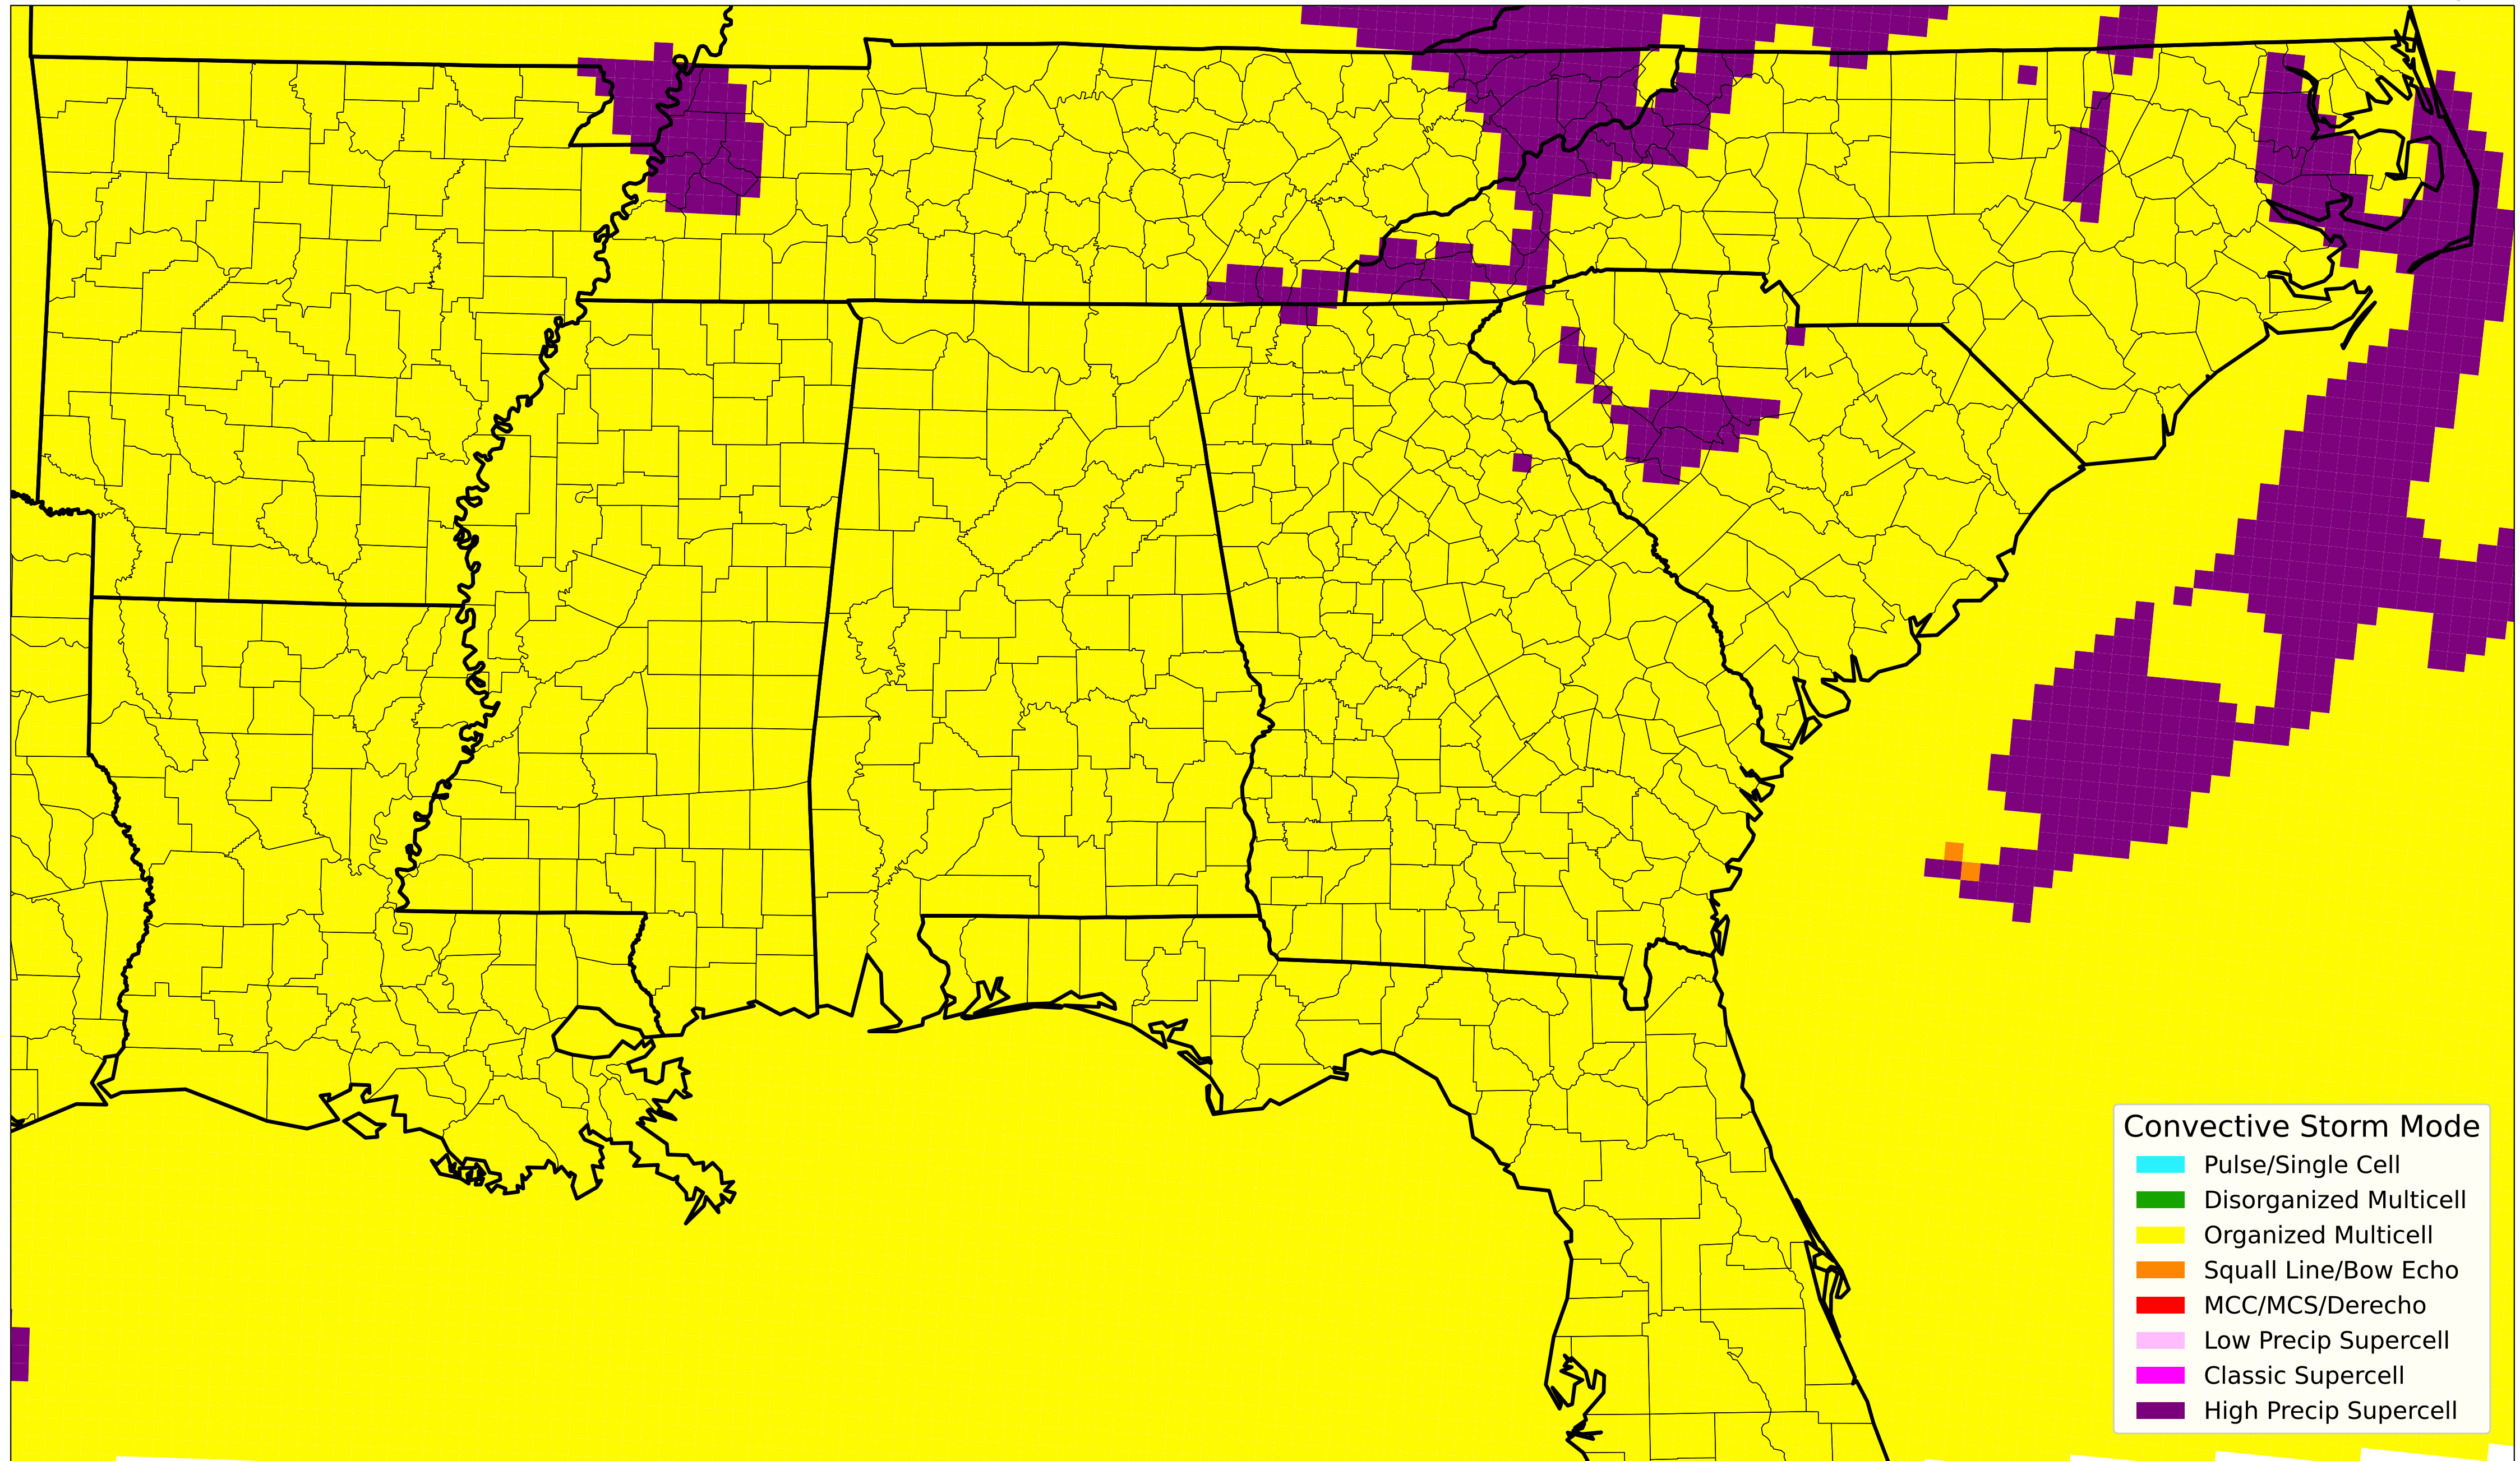 Convective Storm Mode
Pulse/Single Cell
Disorganized Multicell
Organized Multicell
Squall Line/Bow Echo
MCC/MCS/Derecho
Low Precip Supercell
Classic Supercell
High Precip Supercell